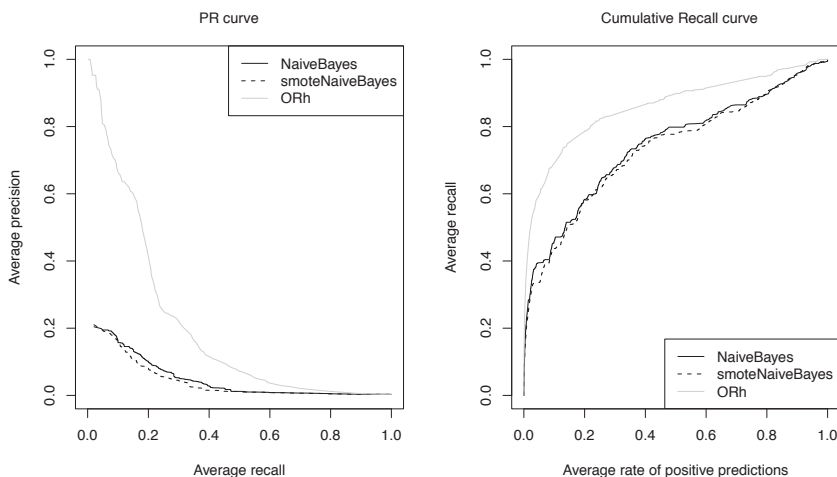 PR curve
Average precision
0.0 0.2 0.4 0.6 0.8 1.0
NaiveBayes
smoteNaiveBayes
ORh
0.0 0.2 0.4 0.6 0.8 1.0
Average recall
Cumulative Recall curve
Average recall
0.0 0.2 0.4 0.6 0.8 1.0
NaiveBayes
smoteNaiveBayes
ORh
0.0 0.2 0.4 0.6 0.8 1.0
Average rate of positive predictions